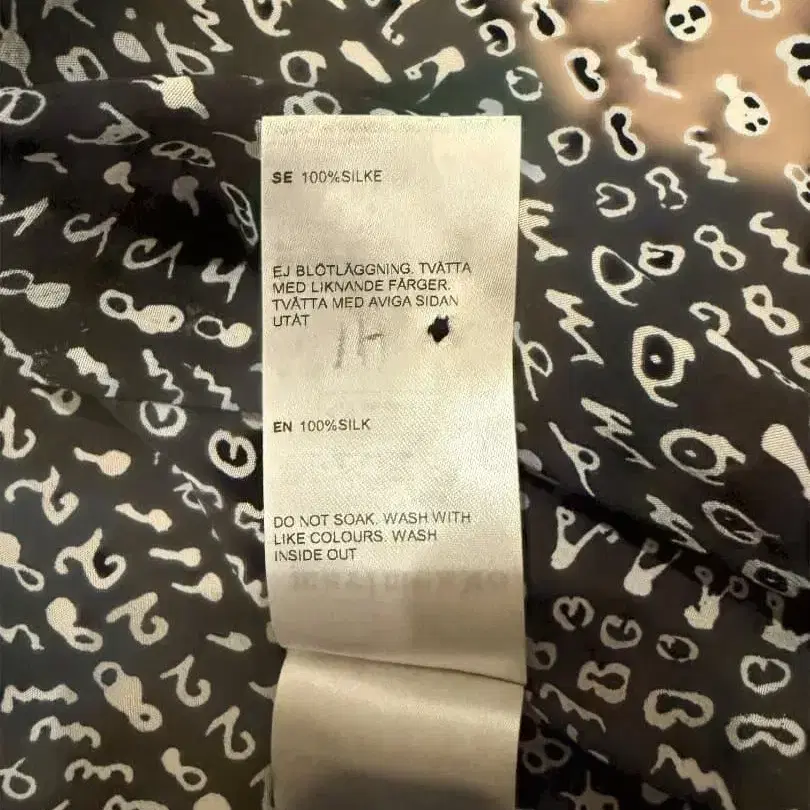 SE 100%SILKE
EJ BLÖTLÄGGNING. TVÄTTA
MED LIKNANDE FÄRGER.
TVÄTTA MED AVIGA SIDAN
UTÅT
EN 100%SILK
DO NOT SOAK. WASH WITH
LIKE COLOURS. WASH
INSIDE OUT